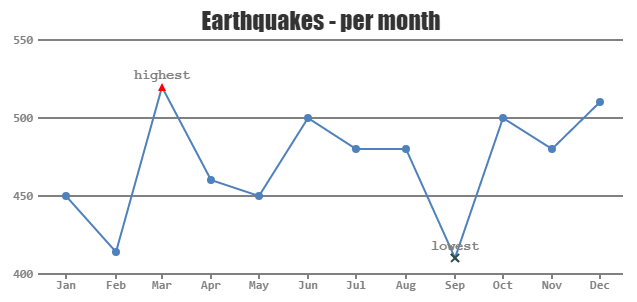 Earthquakes - per month
550
highest
500
450
lowest
400
Jan Feb Mar Apr May Jun Jul Aug Sep Oct Nov Dec